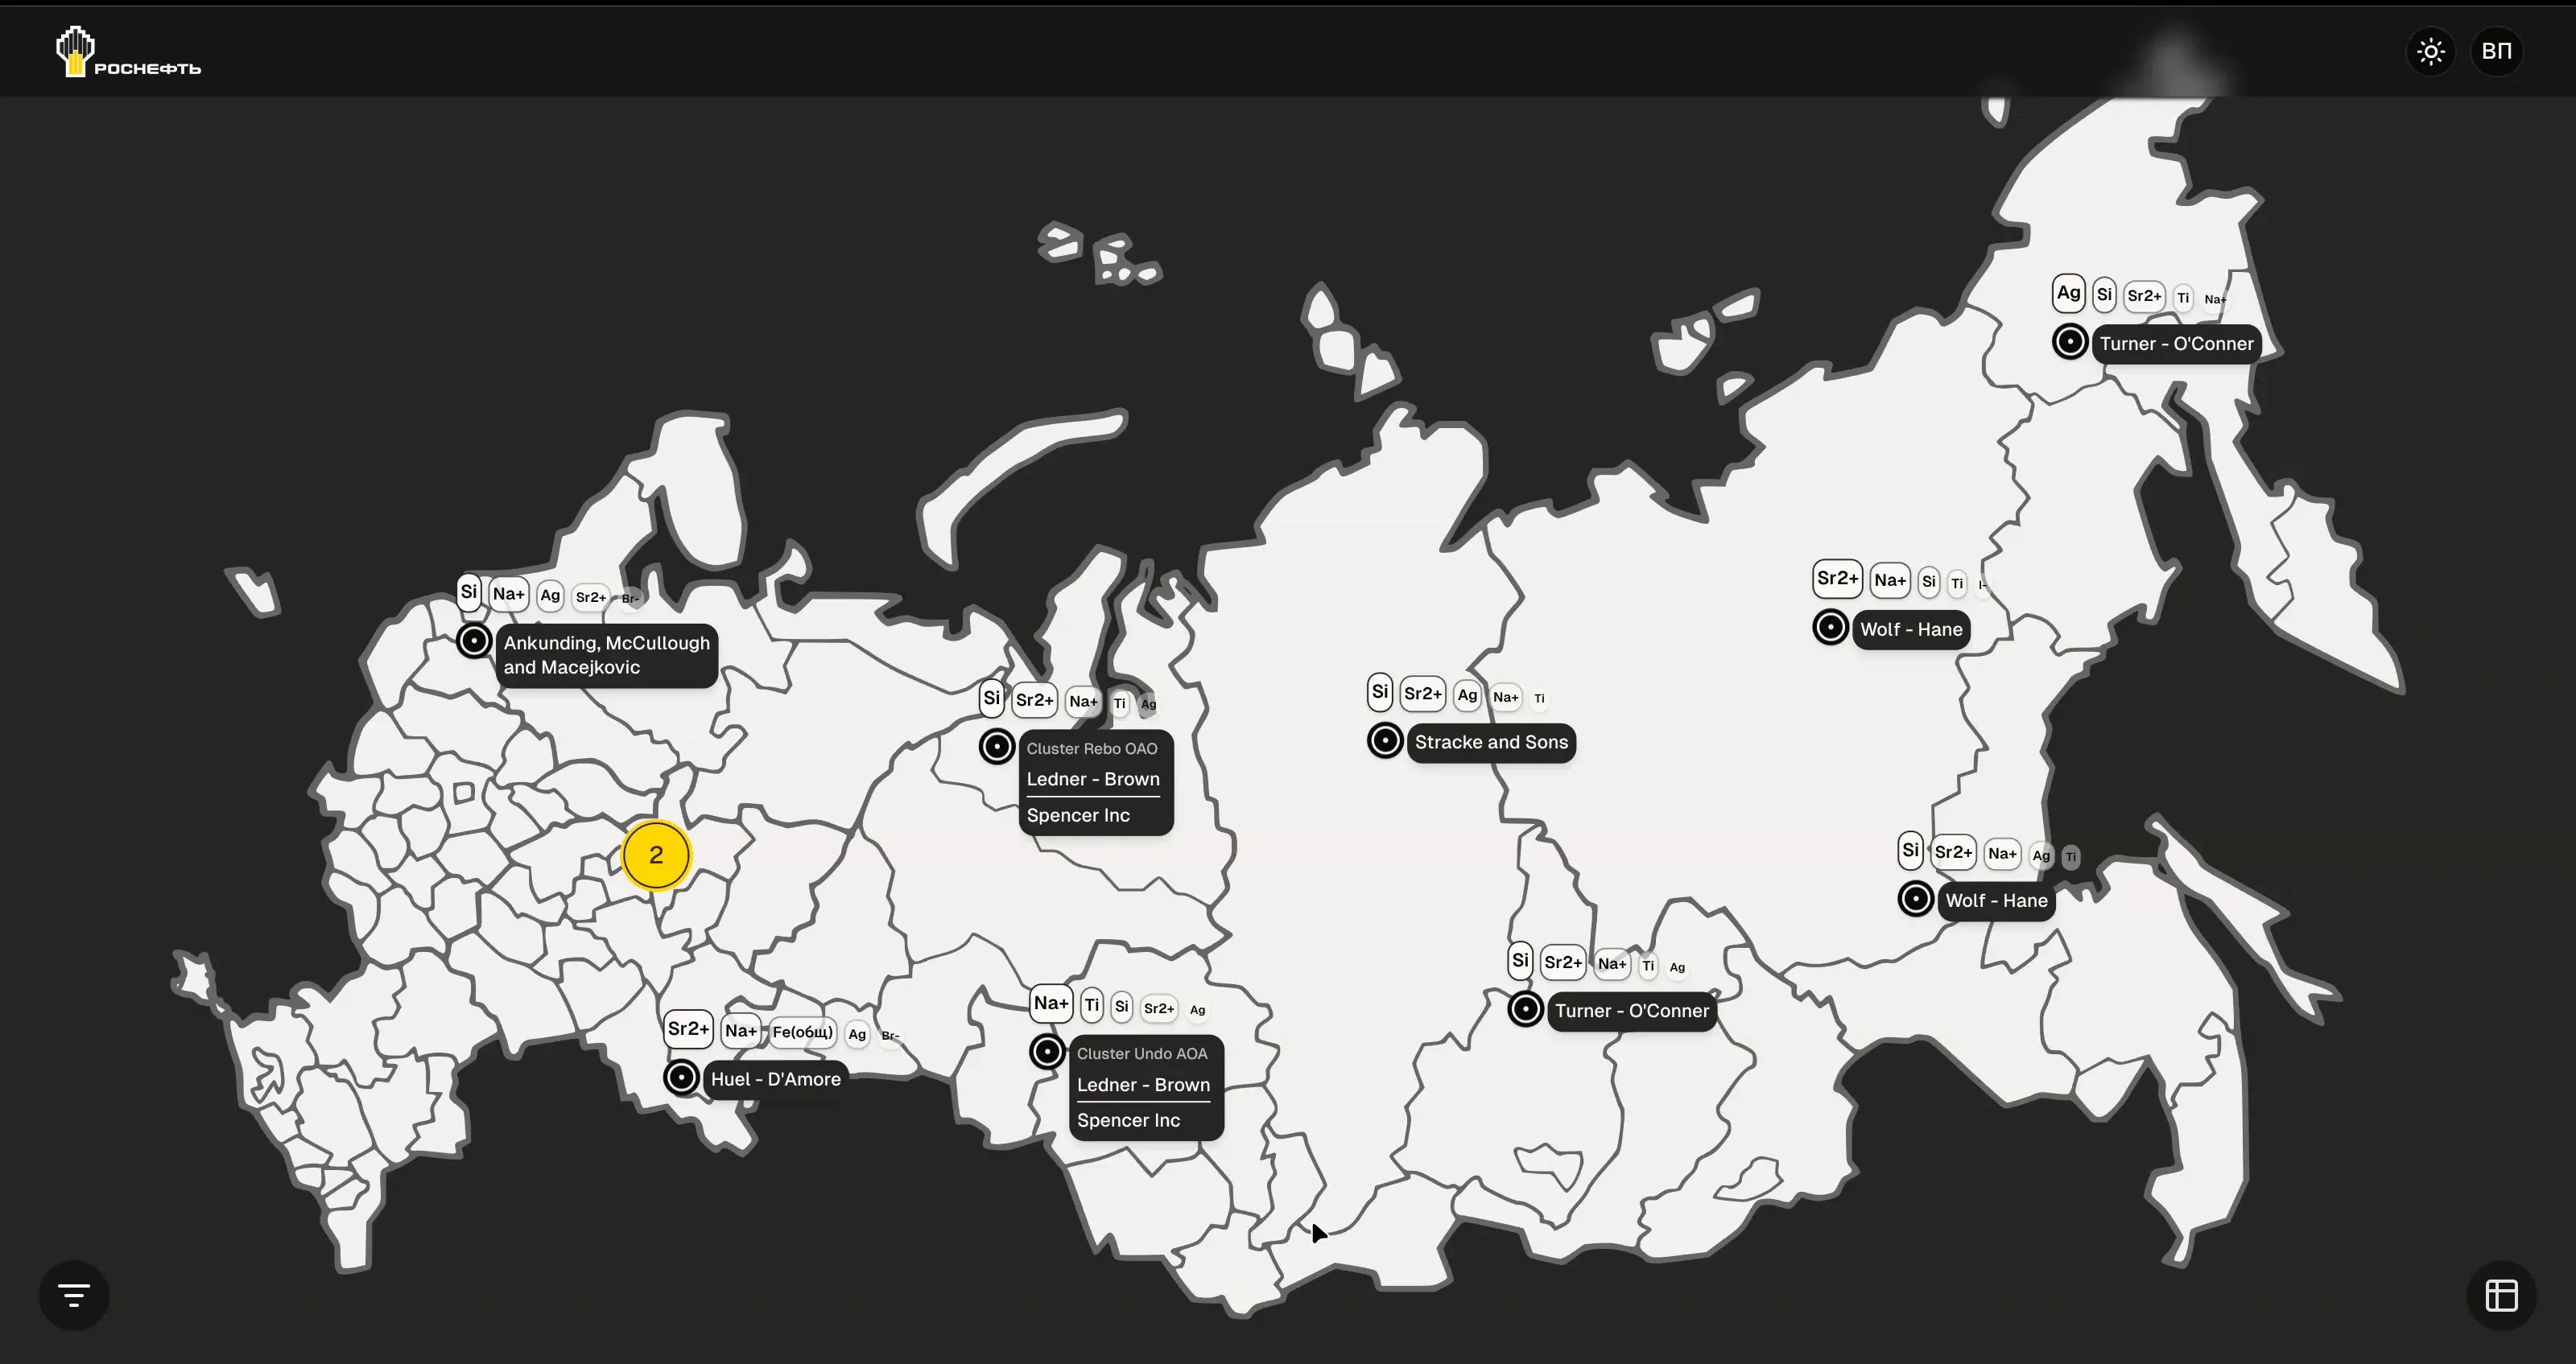 РОСНЕФТЬ
ВП
Ag Si Sr2+ Ti Na+
Turner - O'Conner
Sr2+ Na+ Si Ti I-
Wolf - Hane
Si Na+ Ag Sr2+ Br-
Ankunding, McCullough
and Macejkovic
Si Sr2+ Na+ Ti Ag
Cluster Rebo OAO
Ledner - Brown
Spencer Inc
Si Sr2+ Ag Na+ Ti
Stracke and Sons
2
Si Sr2+ Na+ Ag Ti
Wolf - Hane
Si Sr2+ Na+ Ti Ag
Turner - O'Conner
Sr2+ Na+ Fe(общ) Ag Br-
Huel - D'Amore
Na+ Ti Si Sr2+ Ag
Cluster Undo AOA
Ledner - Brown
Spencer Inc